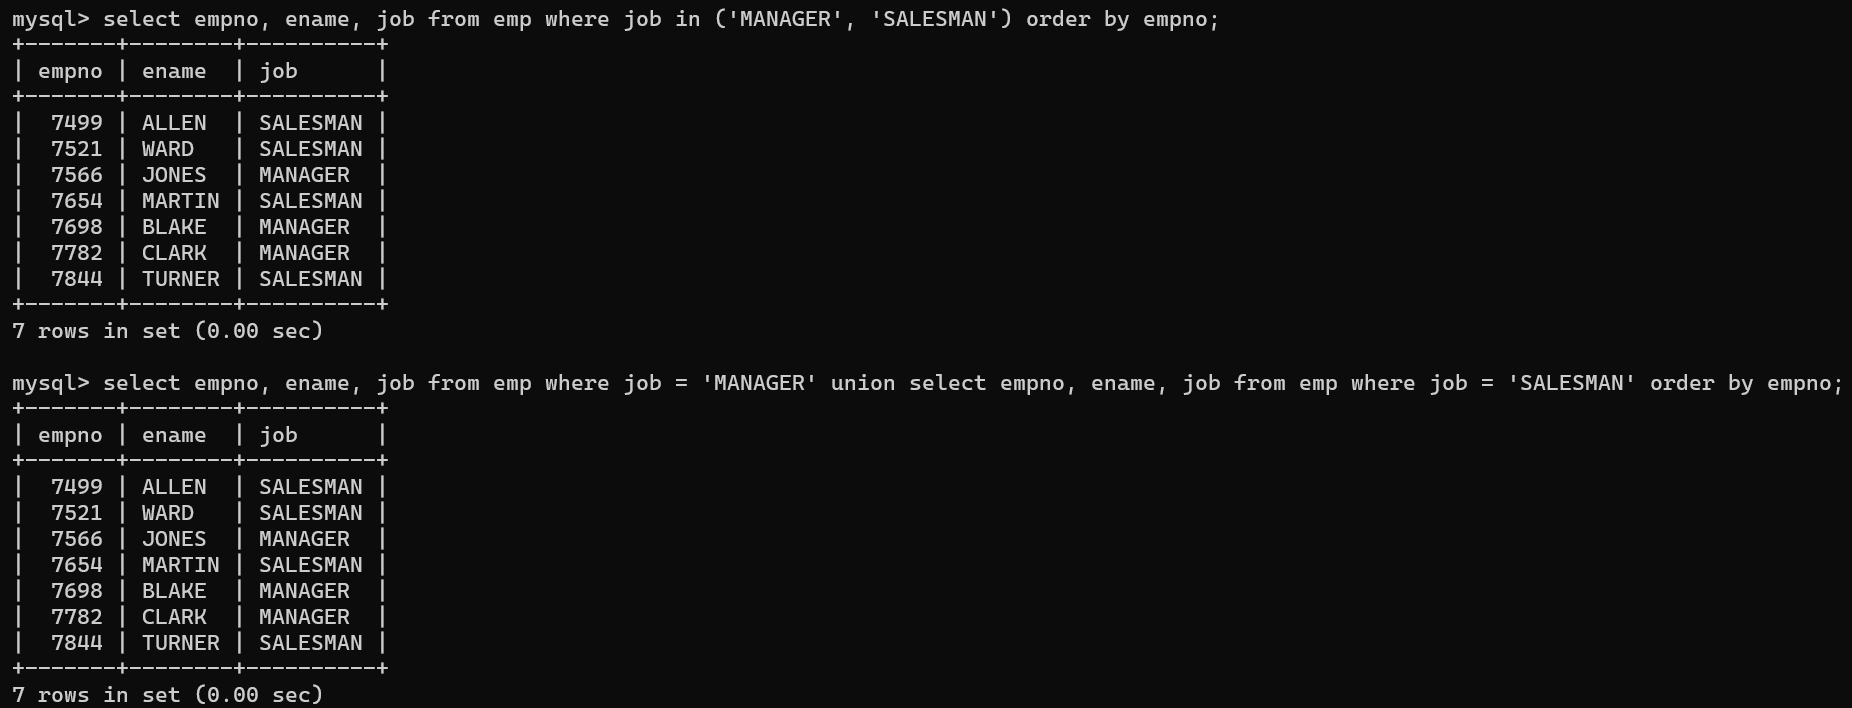 mysql> select empno, ename, job from emp where job in ('MANAGER', 'SALESMAN') order by empno;
+-------+--------+----------+
| empno | ename  | job      |
+-------+--------+----------+
|  7499 | ALLEN  | SALESMAN |
|  7521 | WARD   | SALESMAN |
|  7566 | JONES  | MANAGER  |
|  7654 | MARTIN | SALESMAN |
|  7698 | BLAKE  | MANAGER  |
|  7782 | CLARK  | MANAGER  |
|  7844 | TURNER | SALESMAN |
+-------+--------+----------+
7 rows in set (0.00 sec)
mysql> select empno, ename, job from emp where job = 'MANAGER' union select empno, ename, job from emp where job = 'SALESMAN' order by empno;
+-------+--------+----------+
| empno | ename  | job      |
+-------+--------+----------+
|  7499 | ALLEN  | SALESMAN |
|  7521 | WARD   | SALESMAN |
|  7566 | JONES  | MANAGER  |
|  7654 | MARTIN | SALESMAN |
|  7698 | BLAKE  | MANAGER  |
|  7782 | CLARK  | MANAGER  |
|  7844 | TURNER | SALESMAN |
+-------+--------+----------+
7 rows in set (0.00 sec)